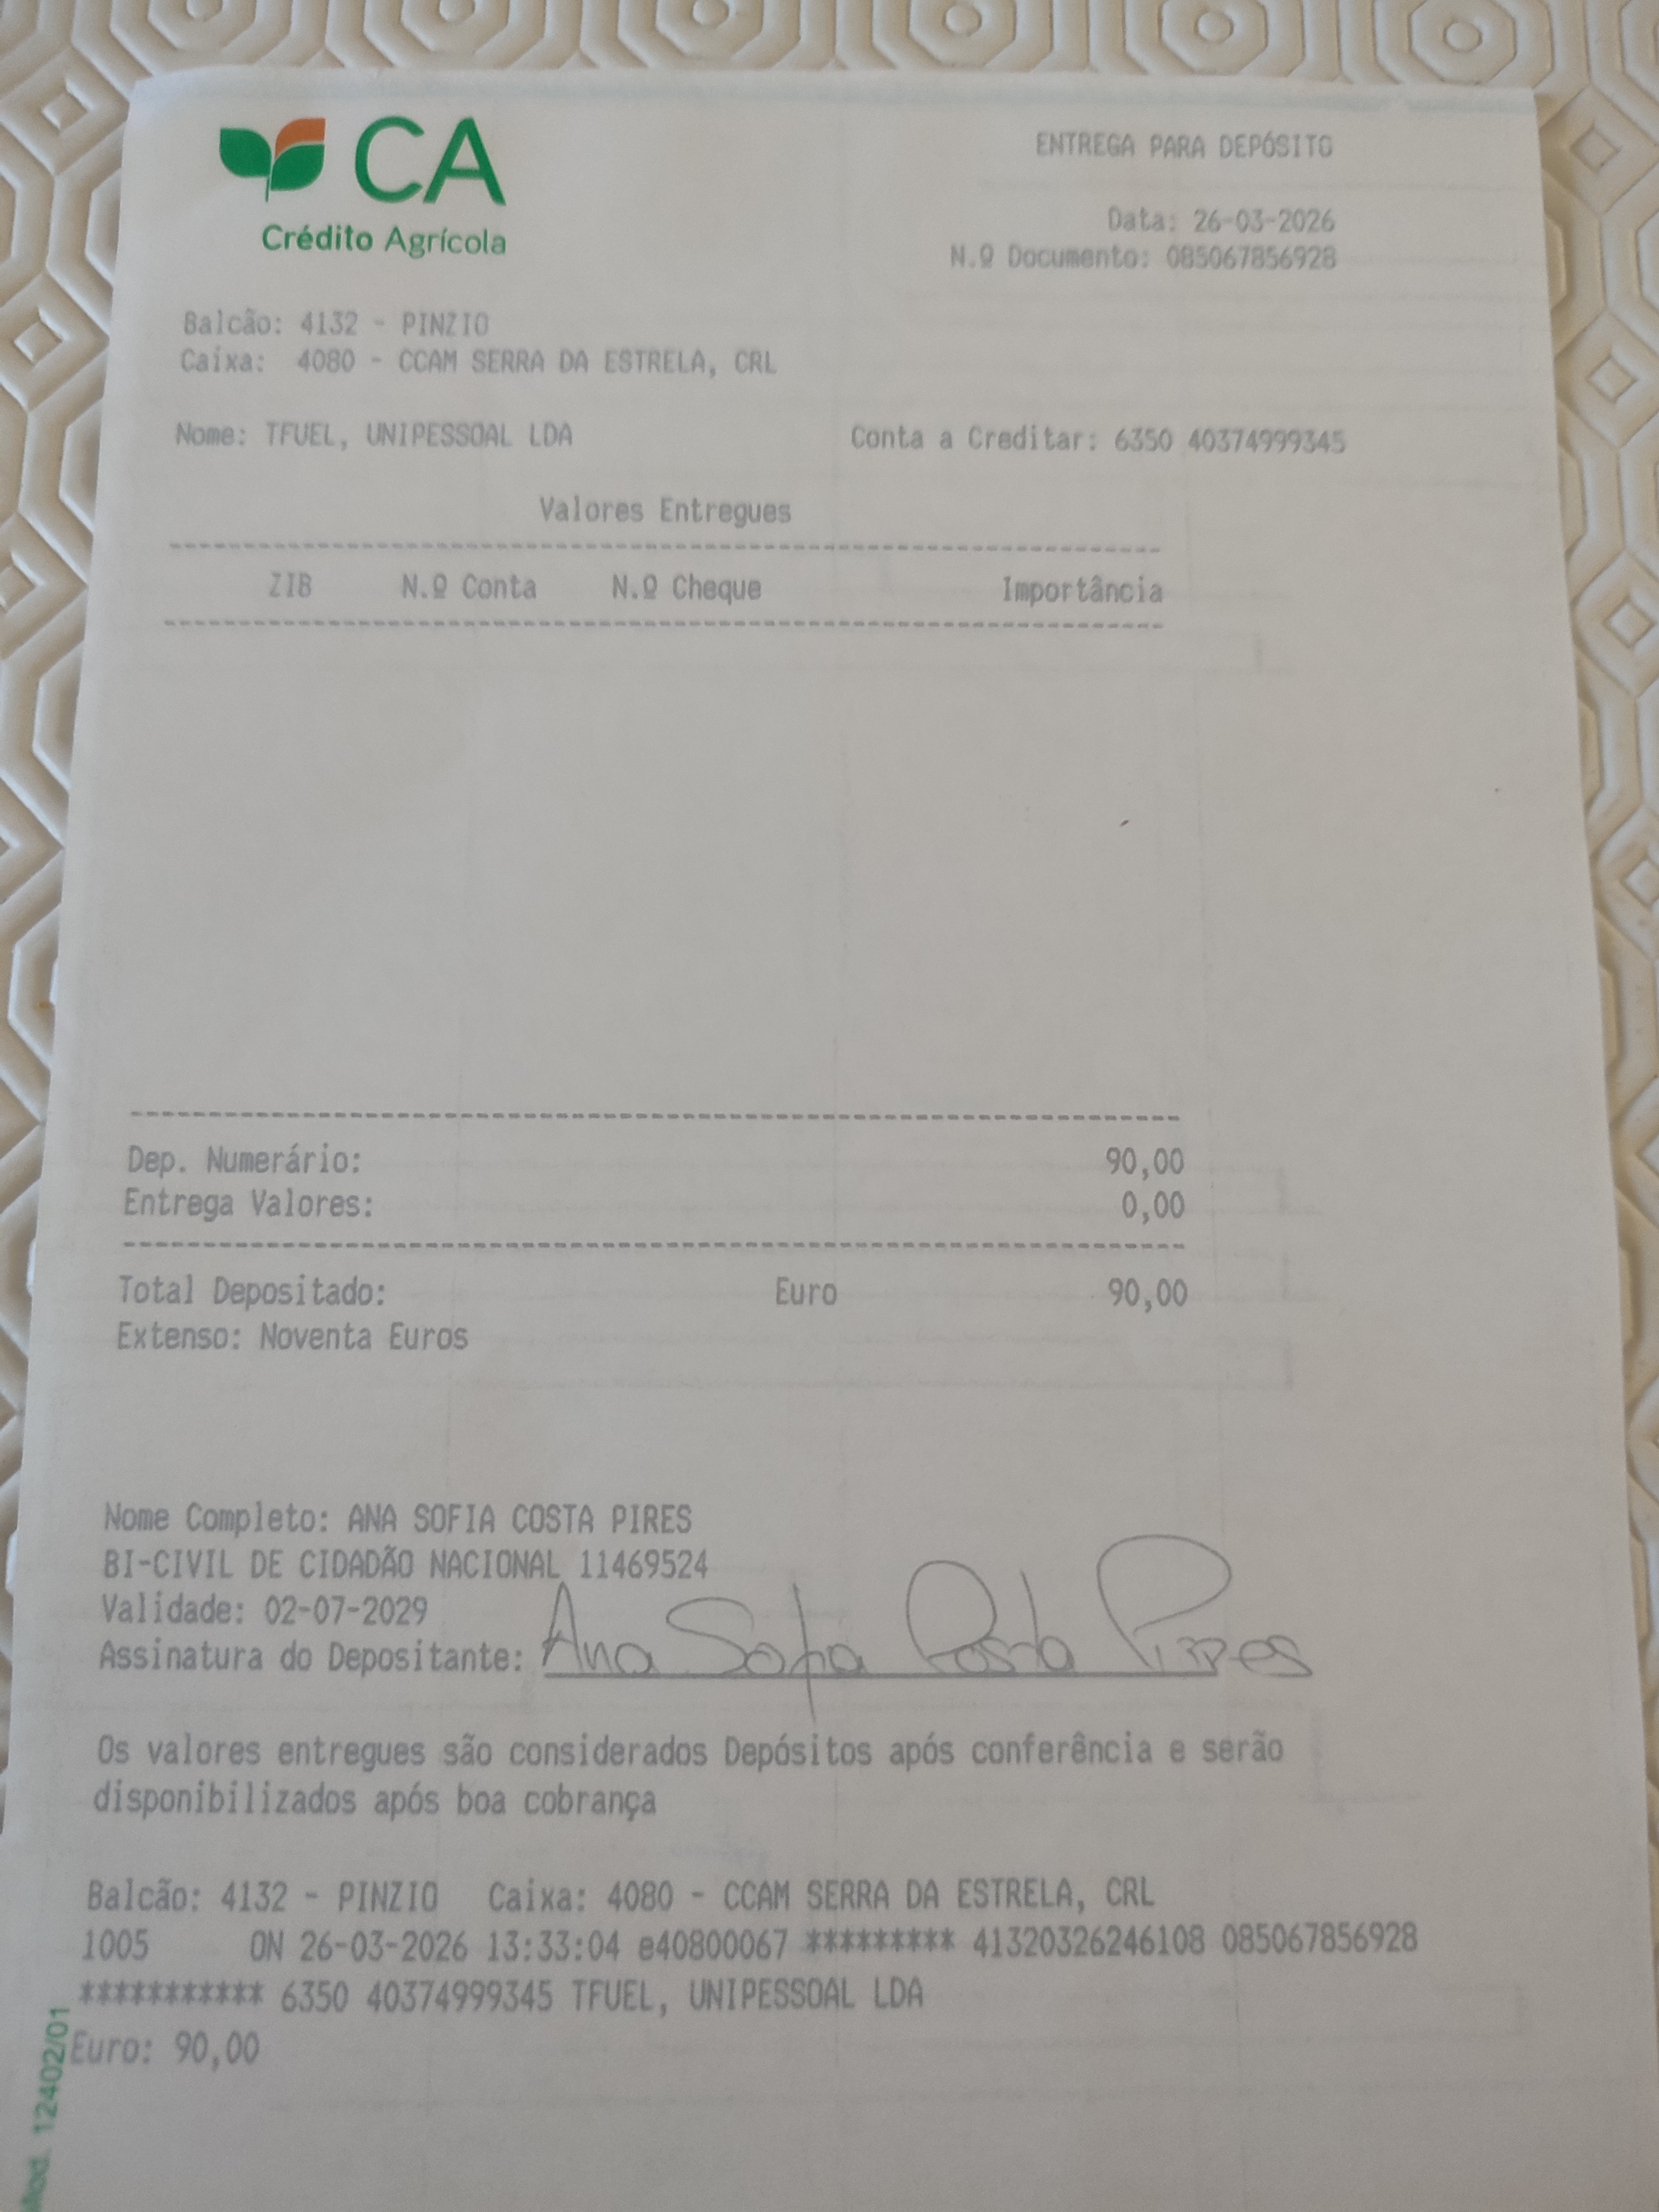 CA
Crédito Agrícola
ENTREGA PARA DEPÓSITO
Data: 26-03-2026
N.º Documento: 085067856928
Balcão: 4132 - PINZIO
Caixa: 4080 - CCAM SERRA DA ESTRELA, CRL
Nome: TFUEL, UNIPESSOAL LDA Conta a Creditar: 6350 40374999345
Valores Entregues
ZIB N.º Conta N.º Cheque Importância
Dep. Numerário: 90,00
Entrega Valores: 0,00
Total Depositado: Euro 90,00
Extenso: Noventa Euros
Nome Completo: ANA SOFIA COSTA PIRES
BI-CIVIL DE CIDADÃO NACIONAL 11469524
Validade: 02-07-2029
Assinatura do Depositante: Ana Sofia Costa Pires
Os valores entregues são considerados Depósitos após conferência e serão
disponibilizados após boa cobrança
Balcão: 4132 - PINZIO Caixa: 4080 - CCAM SERRA DA ESTRELA, CRL
1005 ON 26-03-2026 13:33:04 e40800067 ********* 41320326246108 085067856928
*********** 6350 40374999345 TFUEL, UNIPESSOAL LDA
Euro: 90,00
Mod. 12402/01